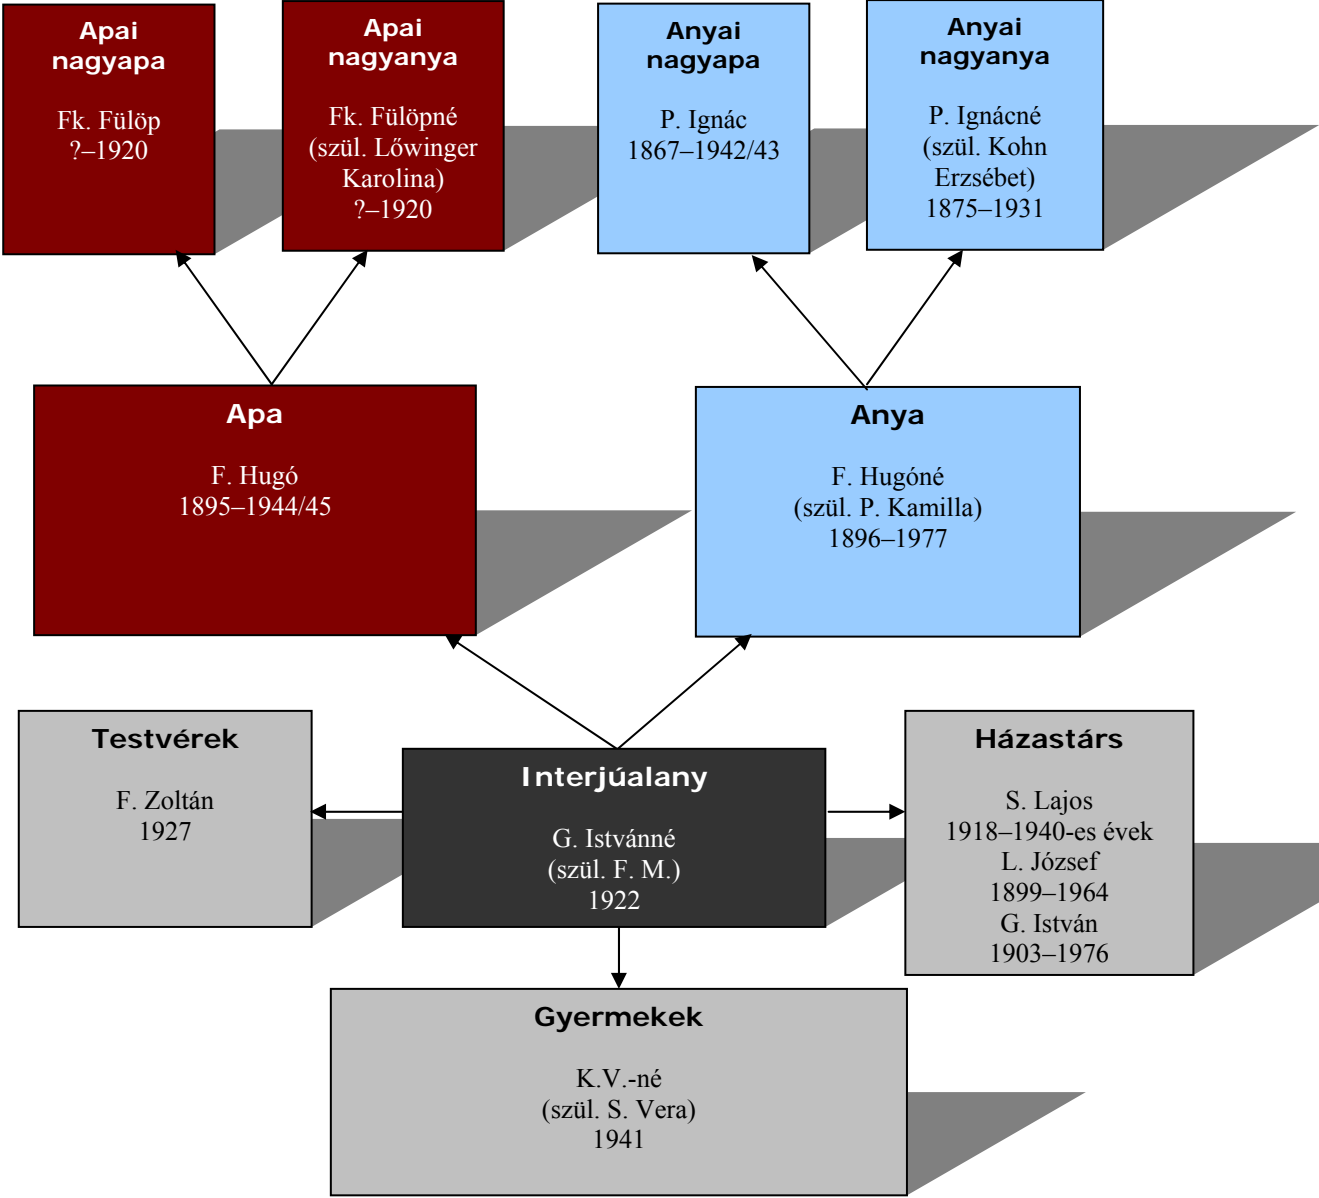 Apai
nagyapa
Fk. Fülöp
?–1920
Apai
nagyanya
Fk. Fülöpné
(szül. Lőwinger
Karolina)
?–1920
Anyai
nagyapa
P. Ignác
1867–1942/43
Anyai
nagyanya
P. Ignácné
(szül. Kohn
Erzsébet)
1875–1931
Apa
F. Hugó
1895–1944/45
Anya
F. Hugóné
(szül. P. Kamilla)
1896–1977
Testvérek
F. Zoltán
1927
Interjúalany
G. Istvánné
(szül. F. M.)
1922
Házastárs
S. Lajos
1918–1940-es évek
L. József
1899–1964
G. István
1903–1976
Gyermekek
K.V.-né
(szül. S. Vera)
1941